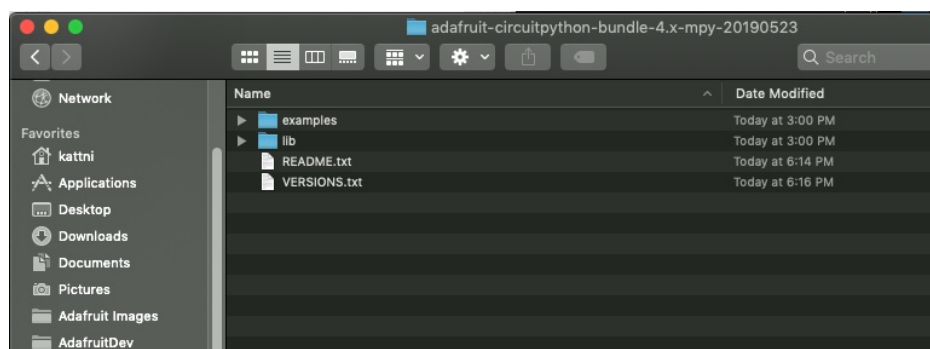 adafruit-circuitpython-bundle-4.x-mpy-20190523
Search
Network
Favorites
kattni
Applications
Desktop
Downloads
Documents
Pictures
Adafruit Images
AdafruitDev
Name Date Modified
examples Today at 3:00 PM
lib Today at 3:00 PM
README.txt Today at 6:14 PM
VERSIONS.txt Today at 6:16 PM